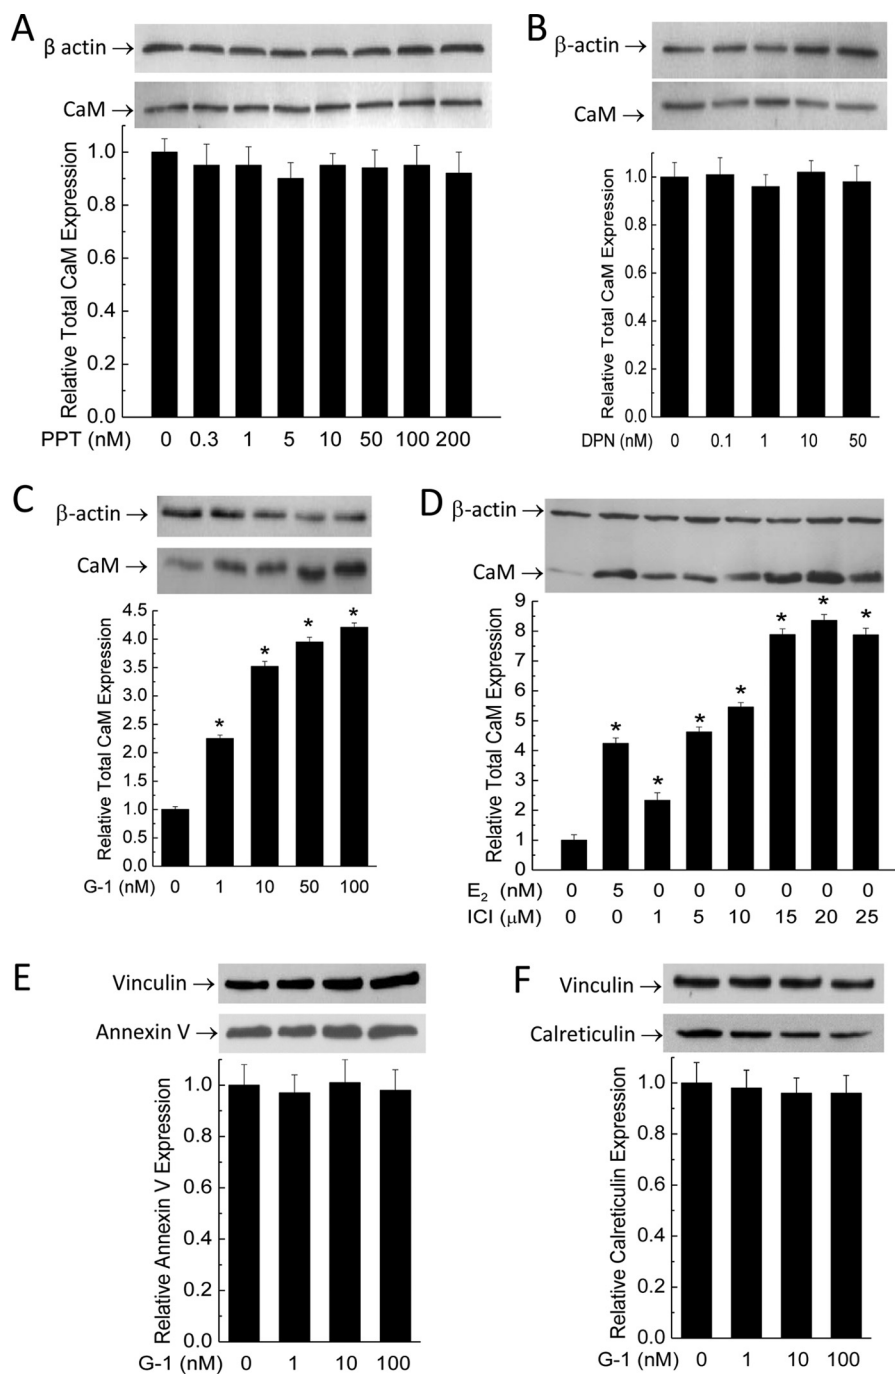 A
β actin →
CaM →
Relative Total CaM Expression
1.0
0.8
0.6
0.4
0.2
0.0
PPT (nM) 0 0.3 1 5 10 50 100 200
B
β-actin →
CaM →
Relative Total CaM Expression
1.0
0.8
0.6
0.4
0.2
0.0
DPN (nM) 0 0.1 1 10 50
C
β-actin →
CaM →
Relative Total CaM Expression
4.5
4.0
3.5
3.0
2.5
2.0
1.5
1.0
0.5
0.0
* * * *
G-1 (nM) 0 1 10 50 100
D
β-actin →
CaM →
Relative Total CaM Expression
9
8
7
6
5
4
3
2
1
0
* * * * * * *
E₂ (nM) 0 5 0 0 0 0 0 0
ICI (μM) 0 0 1 5 10 15 20 25
E
Vinculin →
Annexin V →
Relative Annexin V Expression
1.0
0.8
0.6
0.4
0.2
0.0
G-1 (nM) 0 1 10 100
F
Vinculin →
Calreticulin →
Relative Calreticulin Expression
1.0
0.8
0.6
0.4
0.2
0.0
G-1 (nM) 0 1 10 100